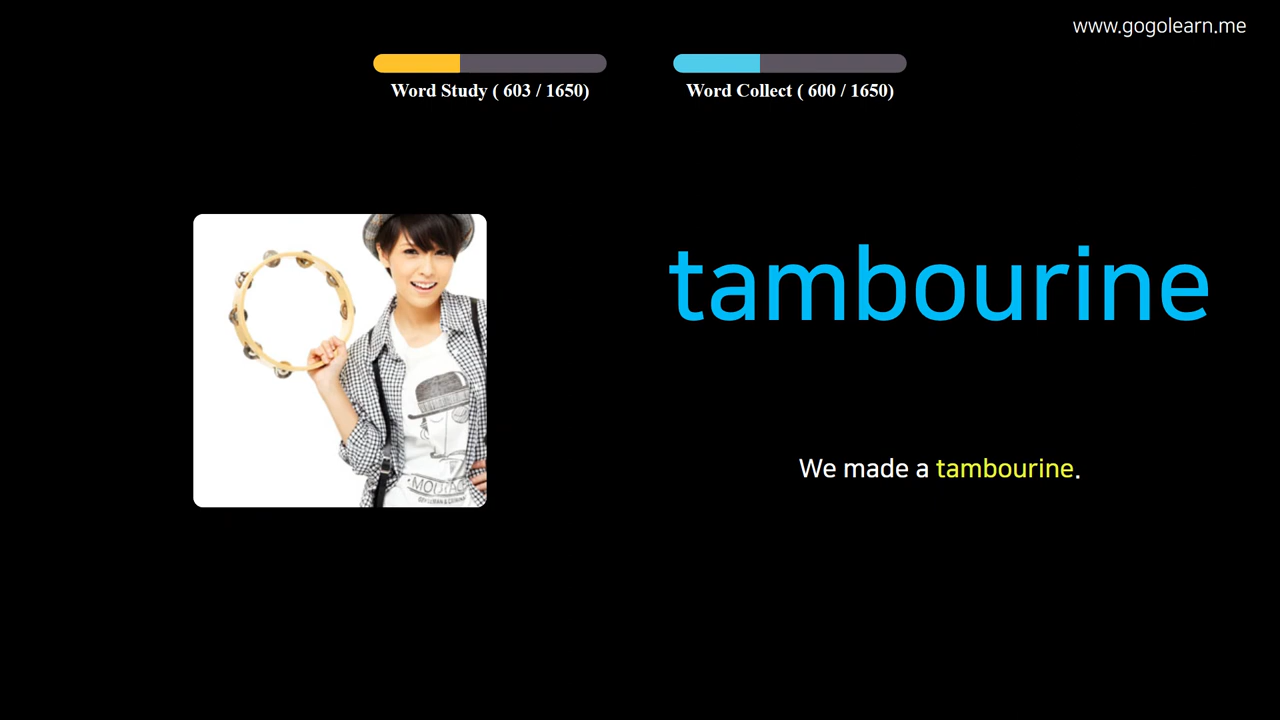 www.gogolearn.me
Word Study ( 603 / 1650)
Word Collect ( 600 / 1650)
tambourine
We made a tambourine.